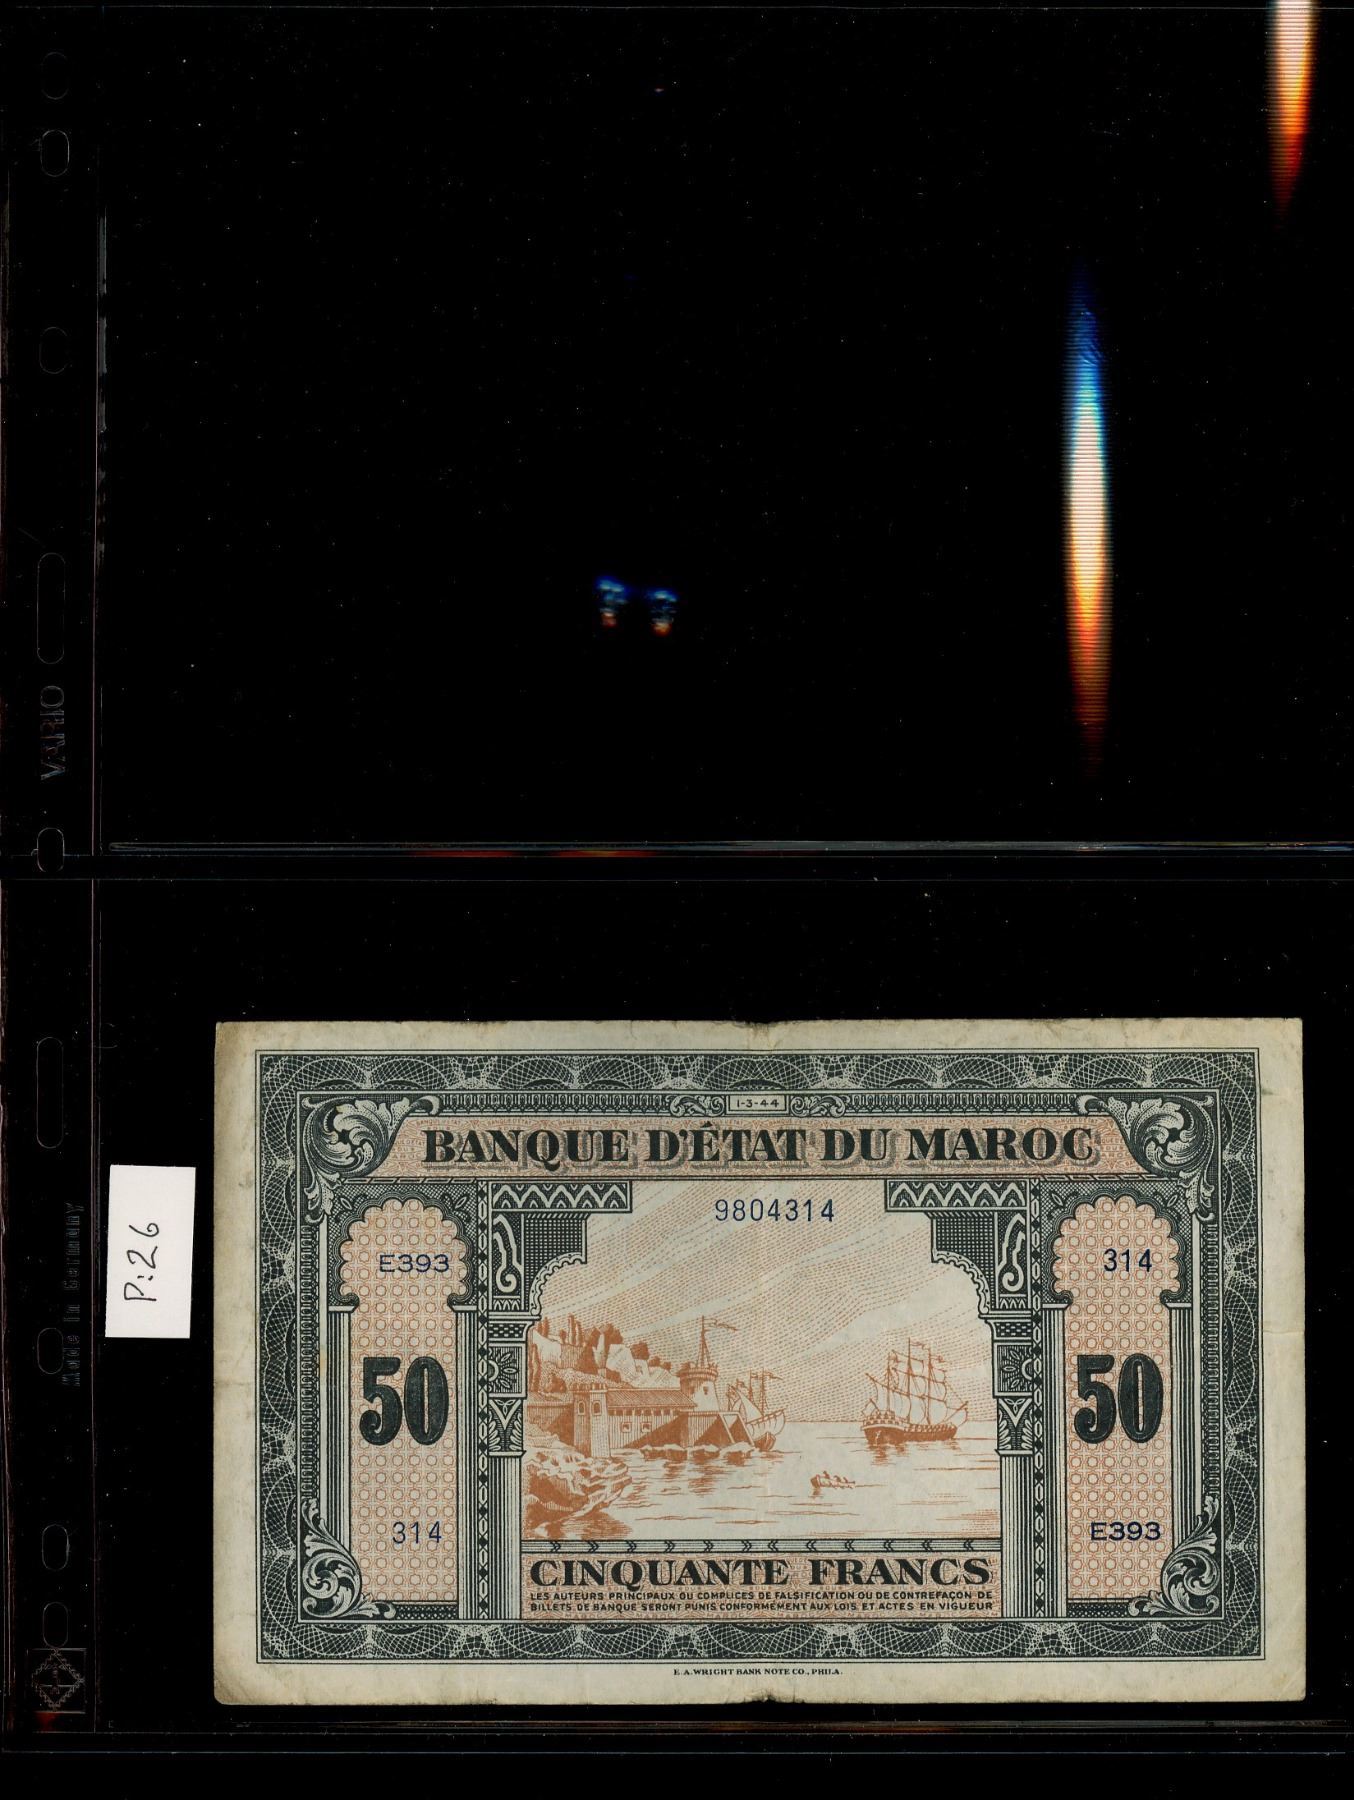 VARIO
1-3-44
BANQUE D'ÉTAT DU MAROC
9804314
E393
314
50
50
314
E393
CINQUANTE FRANCS
LES AUTEURS PRINCIPAUX OU COMPLICES DE FALSIFICATION OU DE CONTREFAÇON DE
BILLETS DE BANQUE SERONT PUNIS CONFORMÉMENT AUX LOIS ET ACTES EN VIGUEUR
E. A. WRIGHT BANK NOTE CO., PHILA.
P:26
Made in Germany